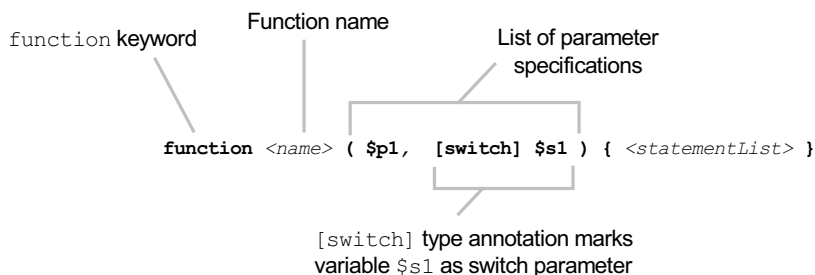 Function name
function keyword
List of parameter
specifications
function <name> ( $p1, [switch] $s1 ) { <statementList> }
[switch] type annotation marks
variable $s1 as switch parameter